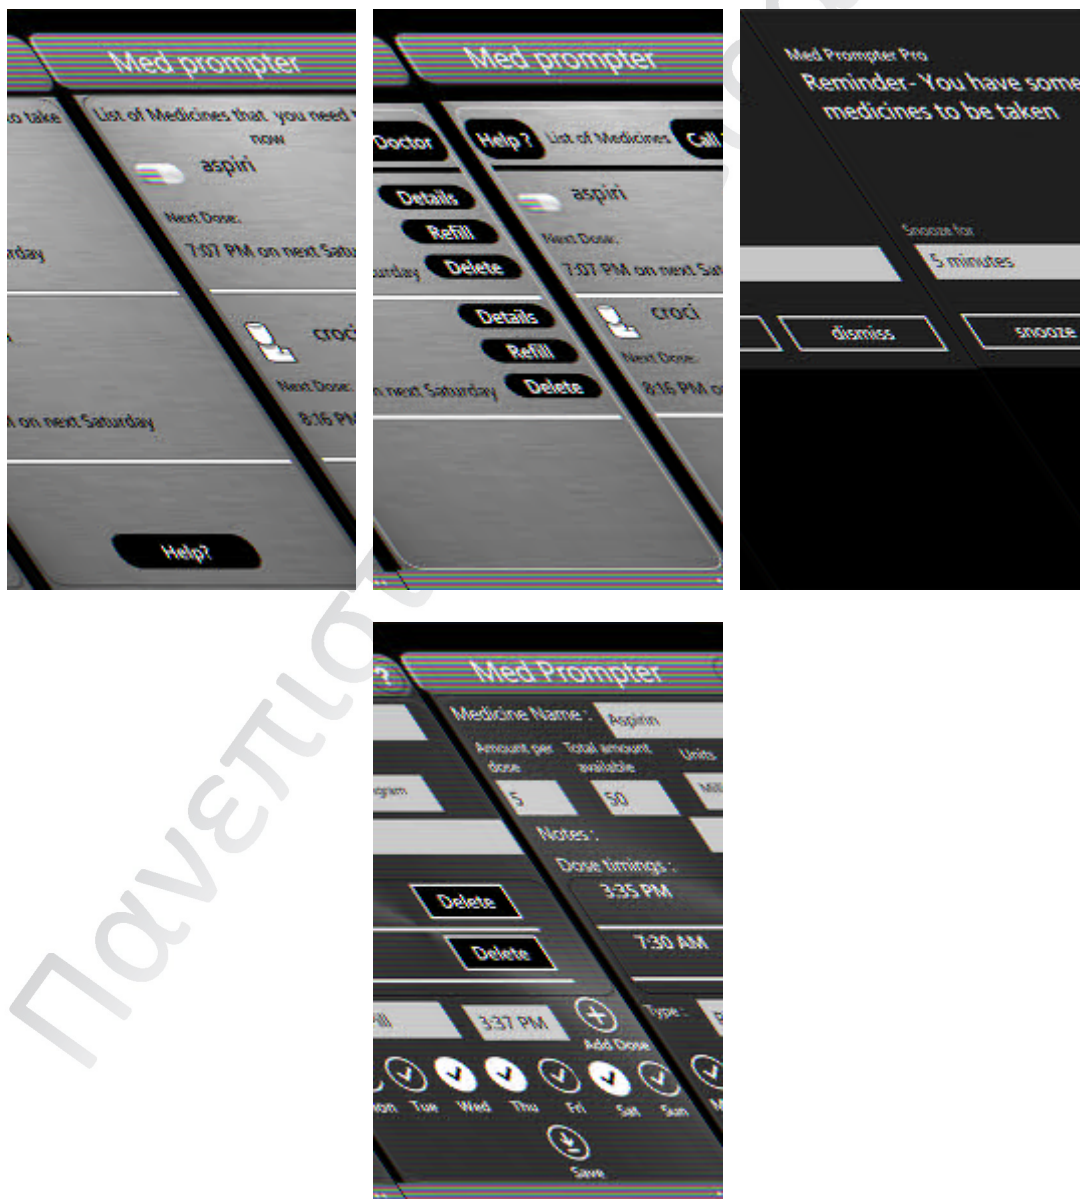 Med prompter
to take
List of Medicines that you need
now
aspiri
Next Dose:
7:07 PM on next
rday
croci
Next Dose:
8:16 PM
on next Saturday
Help?
Med prompter
Doctor
Help ?
List of Medicines
Call
Details
aspiri
Refill
Next Dose:
urday
Delete
7:07 PM on next Sat
Details
croci
Refill
Next Dose:
n next Saturday
Delete
8:16 PM o
Med Prompter Pro
Reminder- You have some
medicines to be taken
Snooze for
5 minutes
dismiss
snooze
?
Med Prompter
Medicine Name :
Aspirin
Amount per
dose
Total amount
available
Units
gram
5
50
Notes :
Dose timings :
3:35 PM
Delete
7:30 AM
Delete
3:37 PM
Add Dose
Type :
Tue
Wed
Thu
Fri
Sat
Sun
Save
Πανεπιστ